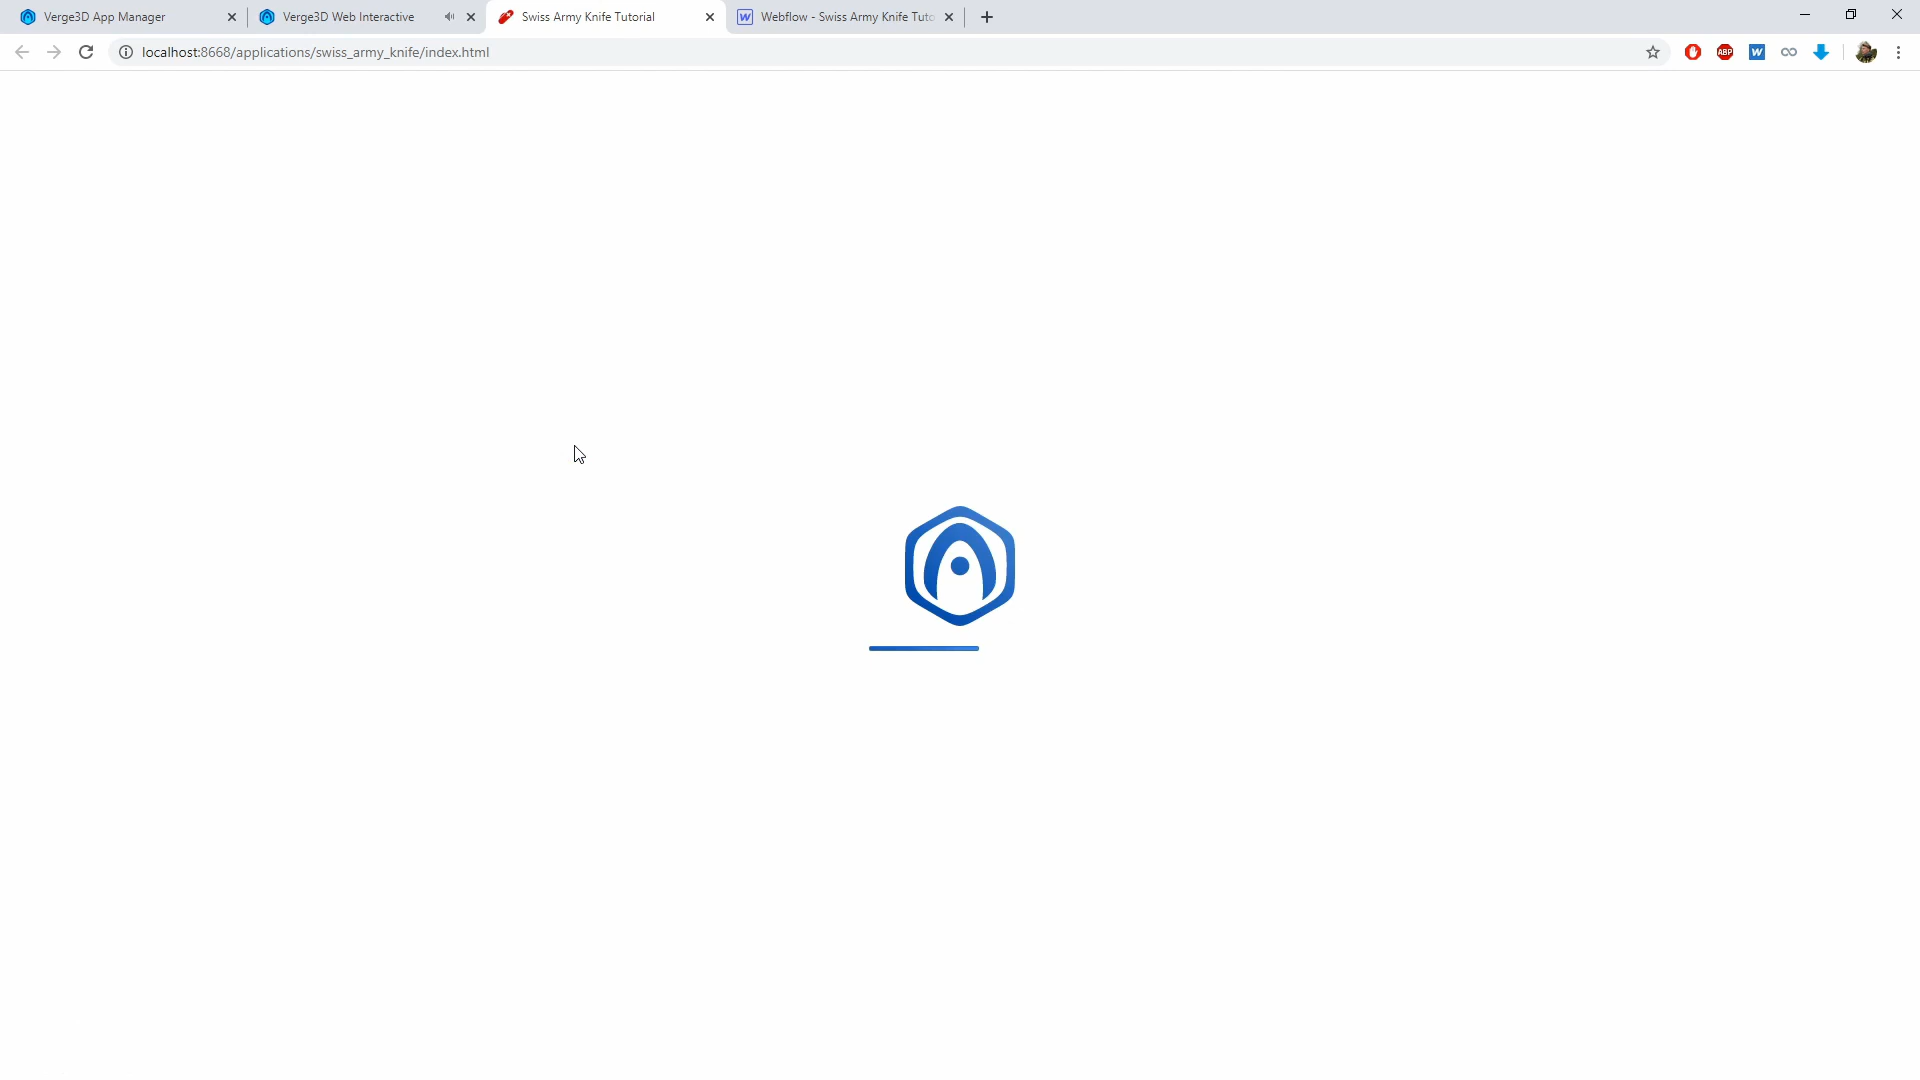 Verge3D App Manager
Verge3D Web Interactive
Swiss Army Knife Tutorial
Webflow - Swiss Army Knife Tuto
localhost:8668/applications/swiss_army_knife/index.html
ABP